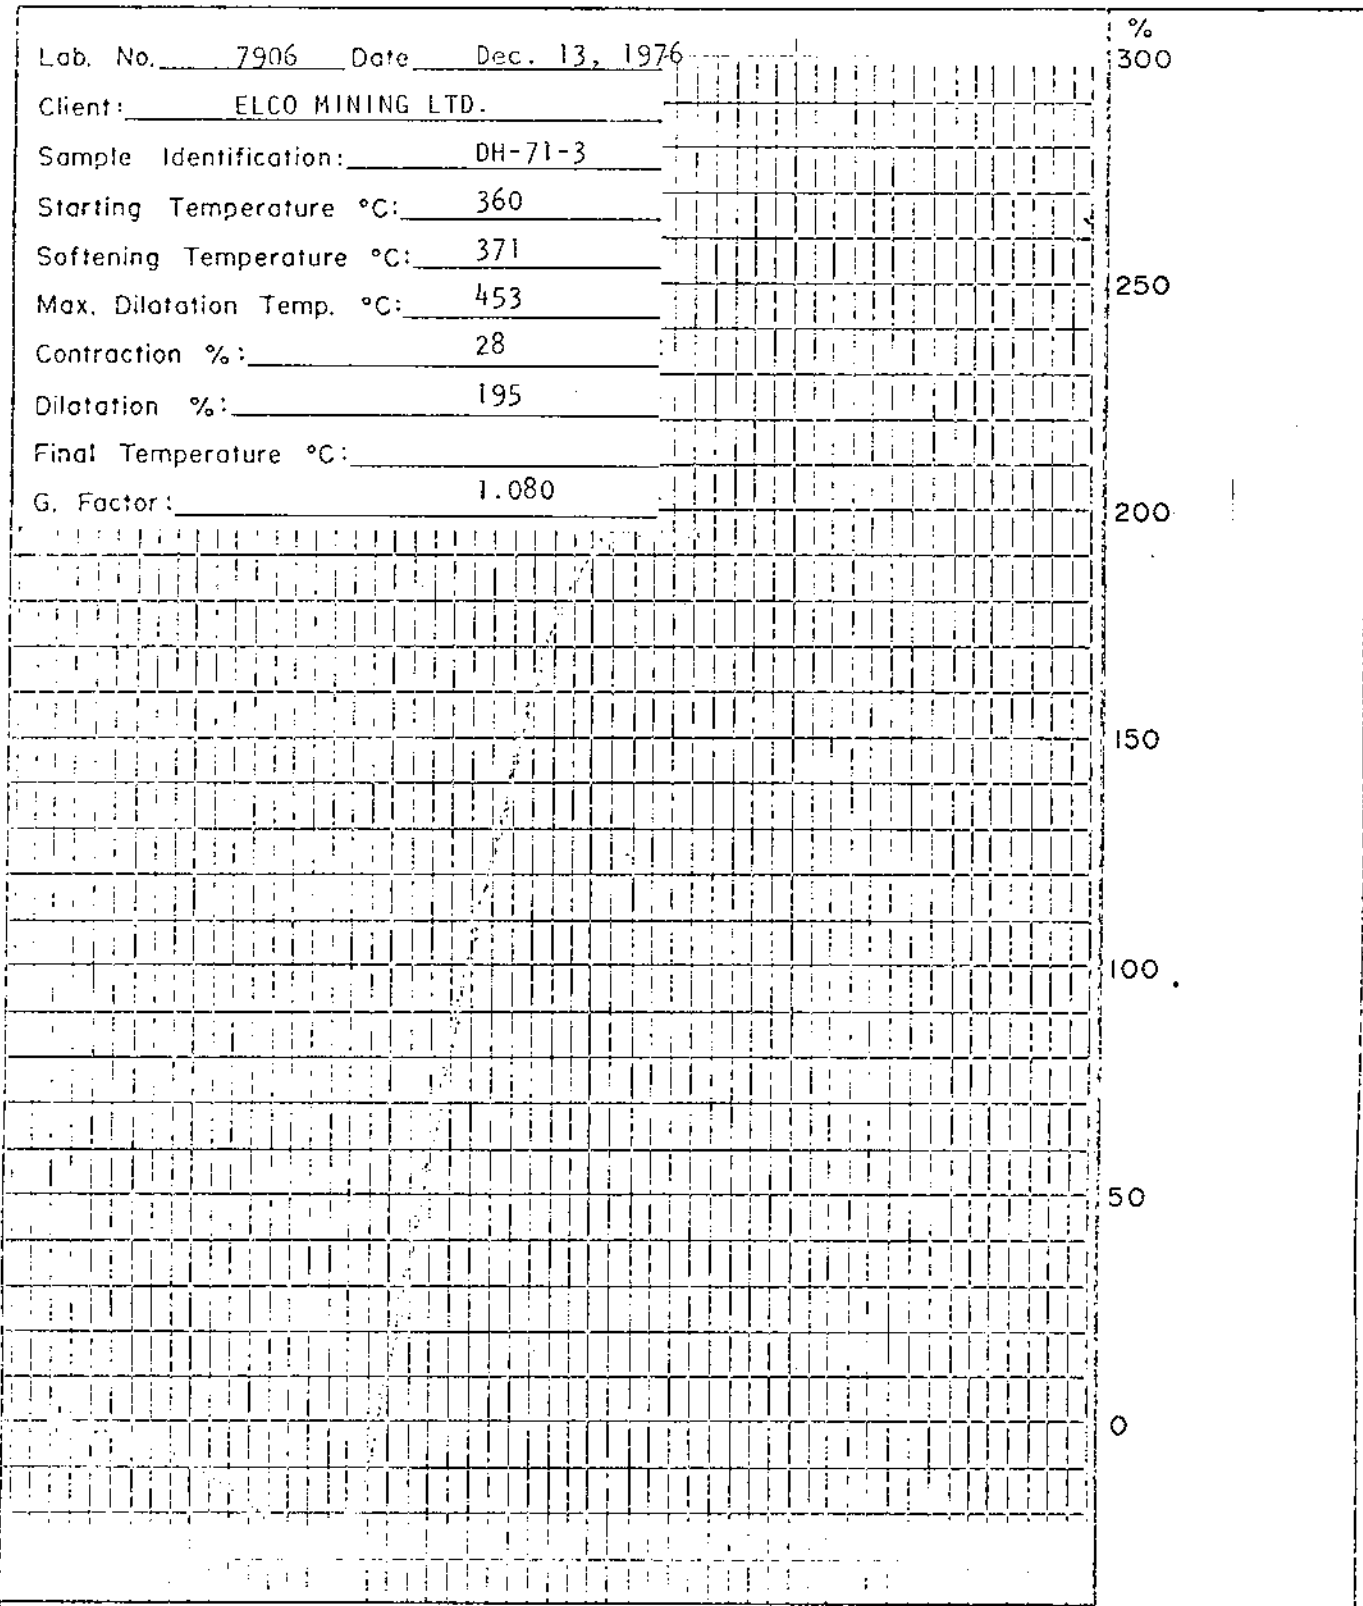 Lab. No. 7906 Date Dec. 13, 1976
Client: ELCO MINING LTD.
Sample Identification: DH-71-3
Starting Temperature °C: 360
Softening Temperature °C: 371
Max. Dilatation Temp. °C: 453
Contraction %: 28
Dilatation %: 195
Final Temperature °C:
G. Factor: 1.080
%
300
250
200
150
100
50
0